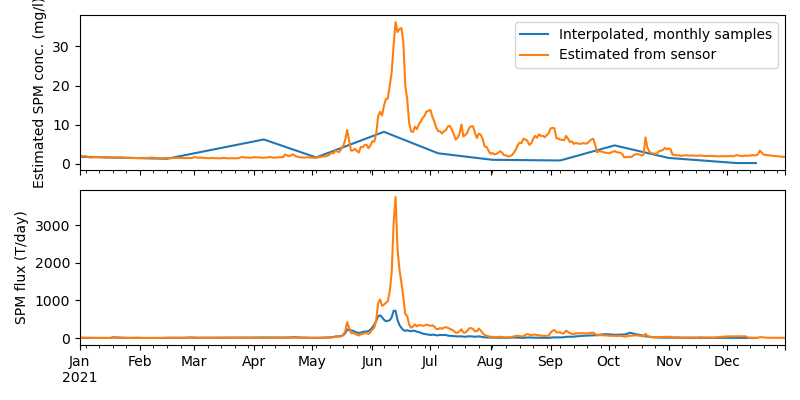 Estimated SPM conc. (mg/l)
30
20
10
0
Interpolated, monthly samples
Estimated from sensor
SPM flux (T/day)
3000
2000
1000
0
Jan Feb Mar Apr May Jun Jul Aug Sep Oct Nov Dec
2021